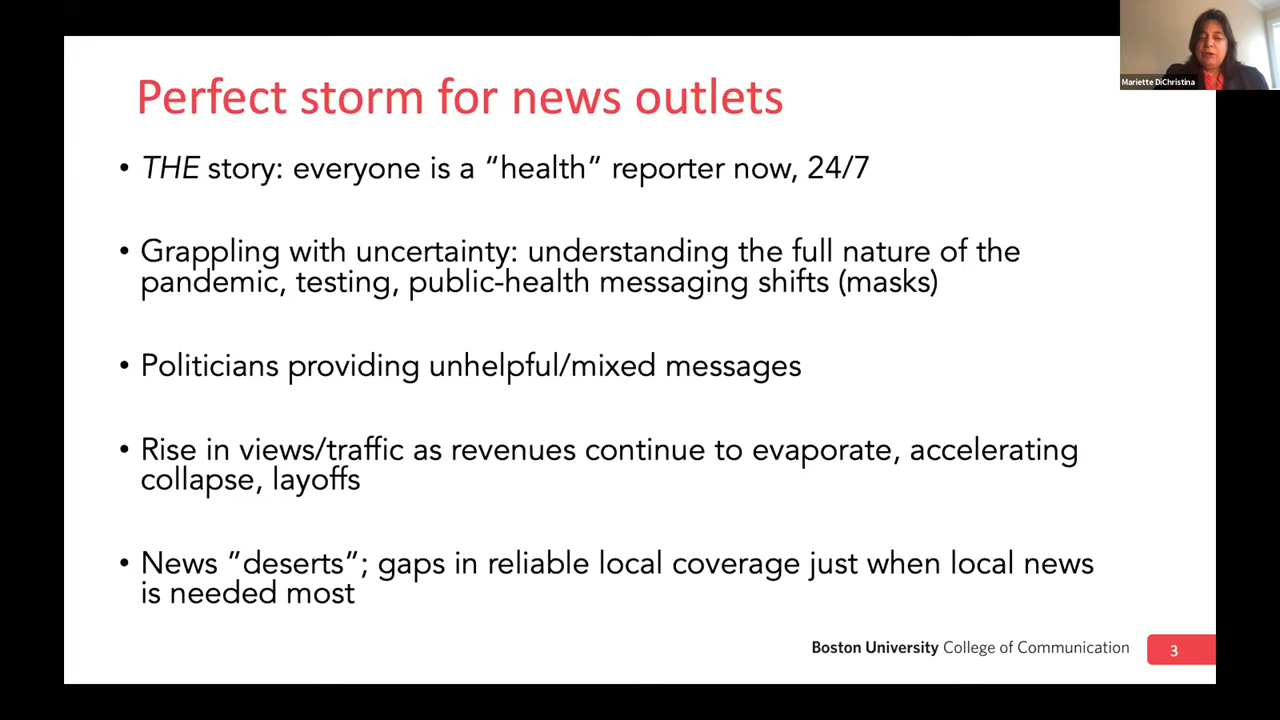 Mariette DiChristina
Perfect storm for news outlets
• THE story: everyone is a “health” reporter now, 24/7
• Grappling with uncertainty: understanding the full nature of the
pandemic, testing, public-health messaging shifts (masks)
• Politicians providing unhelpful/mixed messages
• Rise in views/traffic as revenues continue to evaporate, accelerating
collapse, layoffs
• News ”deserts”; gaps in reliable local coverage just when local news
is needed most
Boston University College of Communication 3